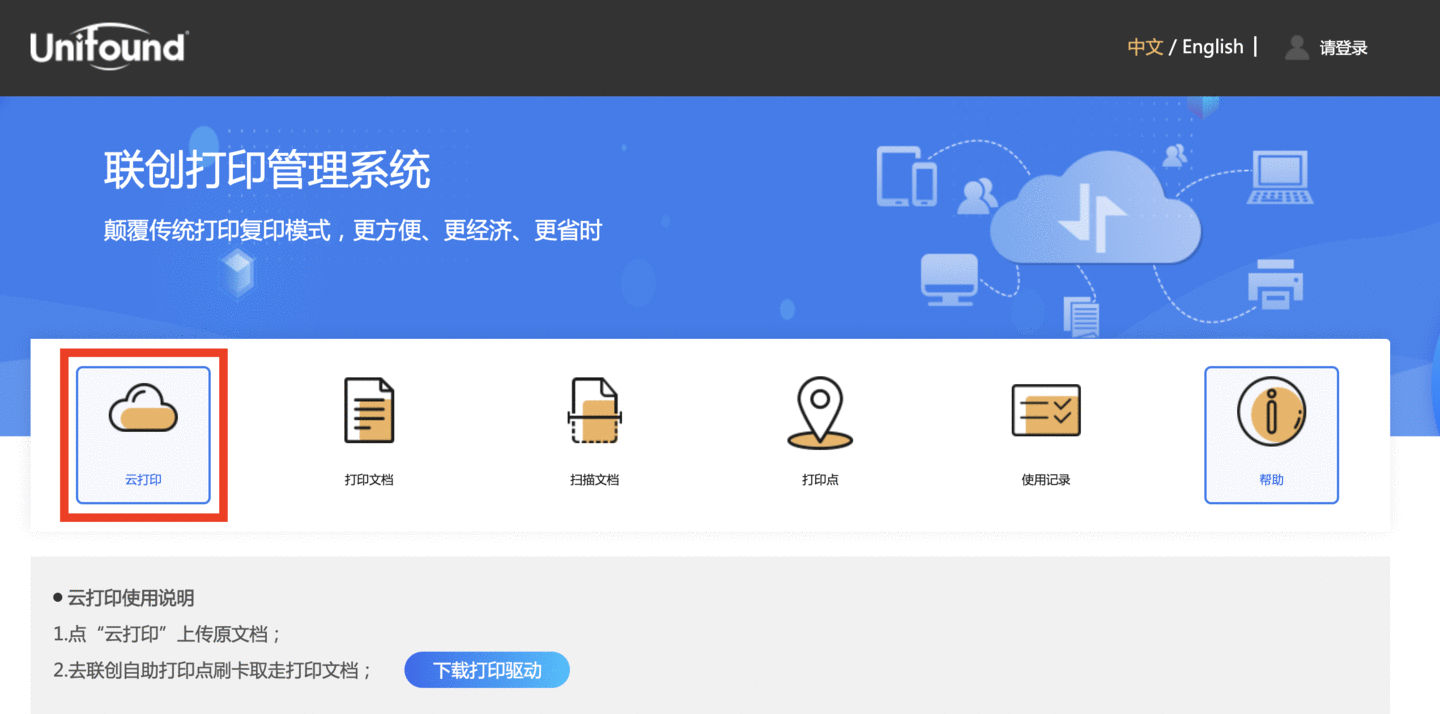 Unifound
中文 / English | 请登录
联创打印管理系统
颠覆传统打印复印模式，更方便、更经济、更省时
云打印
打印文档
扫描文档
打印点
使用记录
帮助
●云打印使用说明
1.点“云打印”上传原文档；
2.去联创自助打印点刷卡取走打印文档；
下载打印驱动